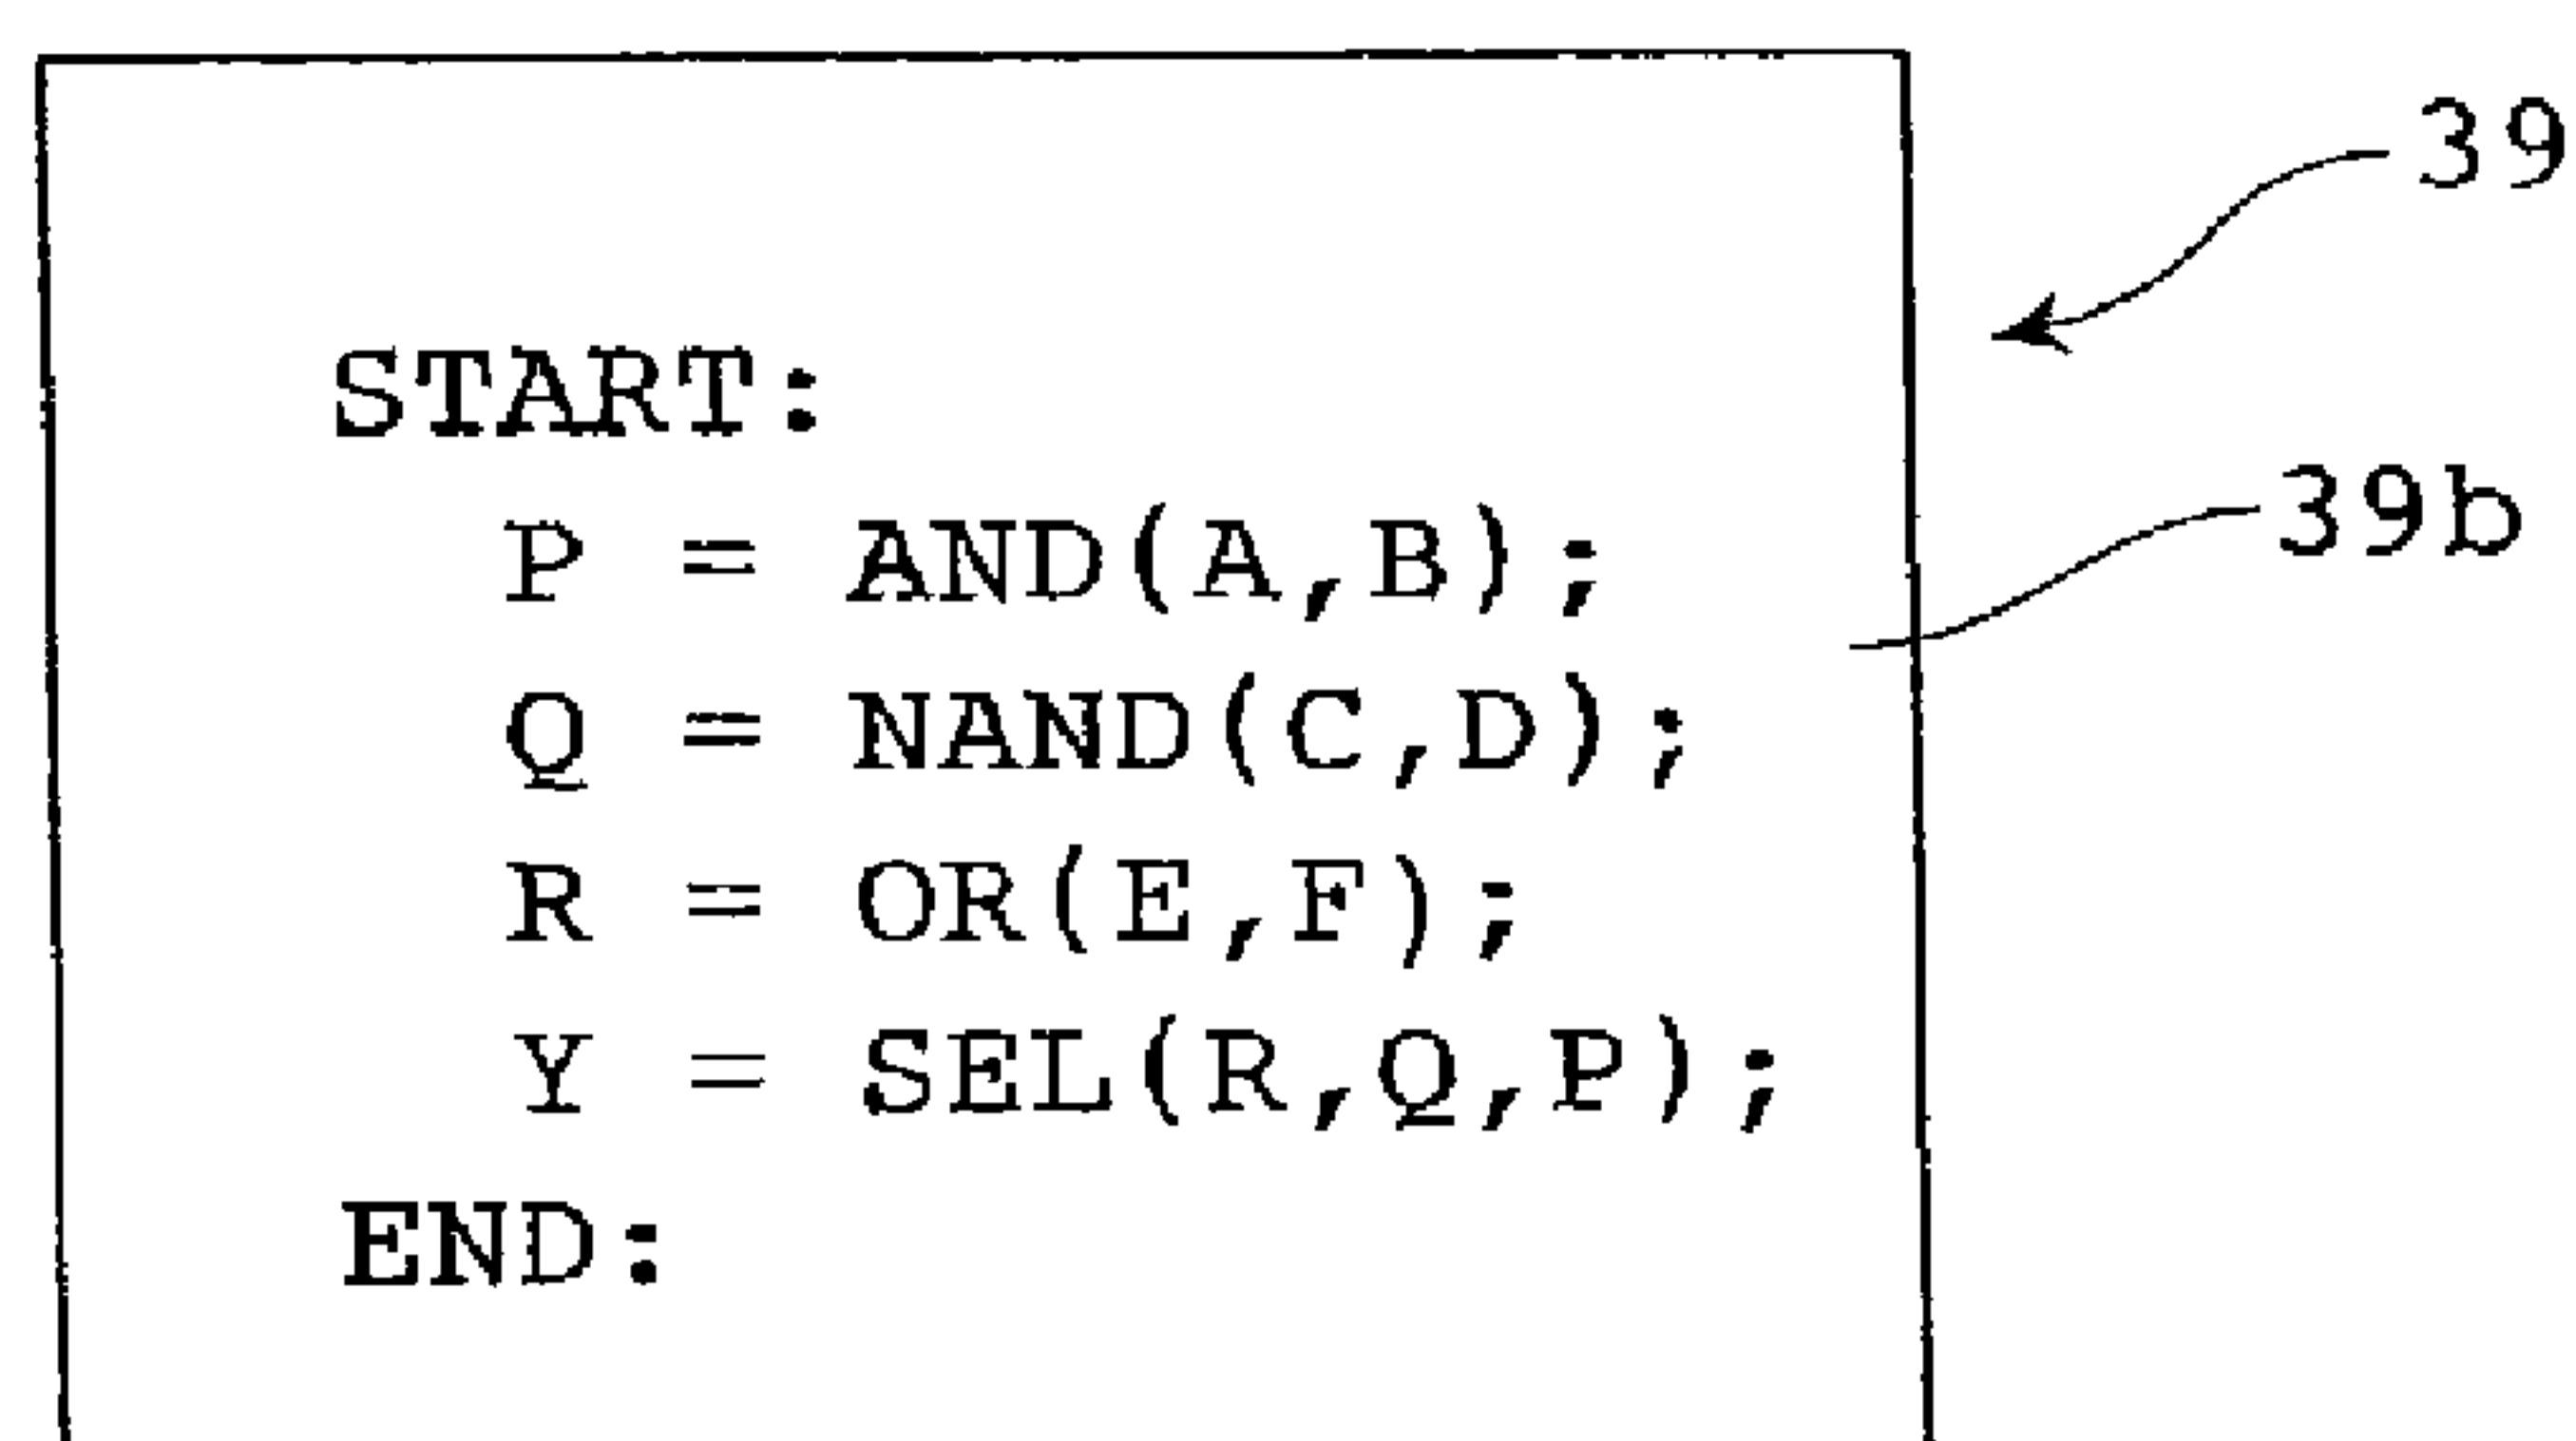 39
START:
P = AND(A,B);
39b
Q = NAND(C,D);
R = OR(E,F);
Y = SEL(R,Q,P);
END: